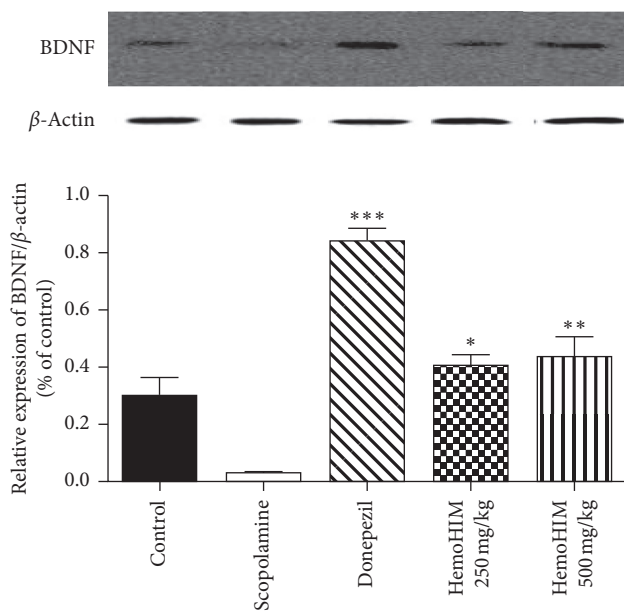 BDNF
β-Actin
Relative expression of BDNF/β-actin
(% of control)
1.0
0.8
0.6
0.4
0.2
0.0
***
*
**
Control
Scopolamine
Donepezil
HemoHIM
250 mg/kg
HemoHIM
500 mg/kg